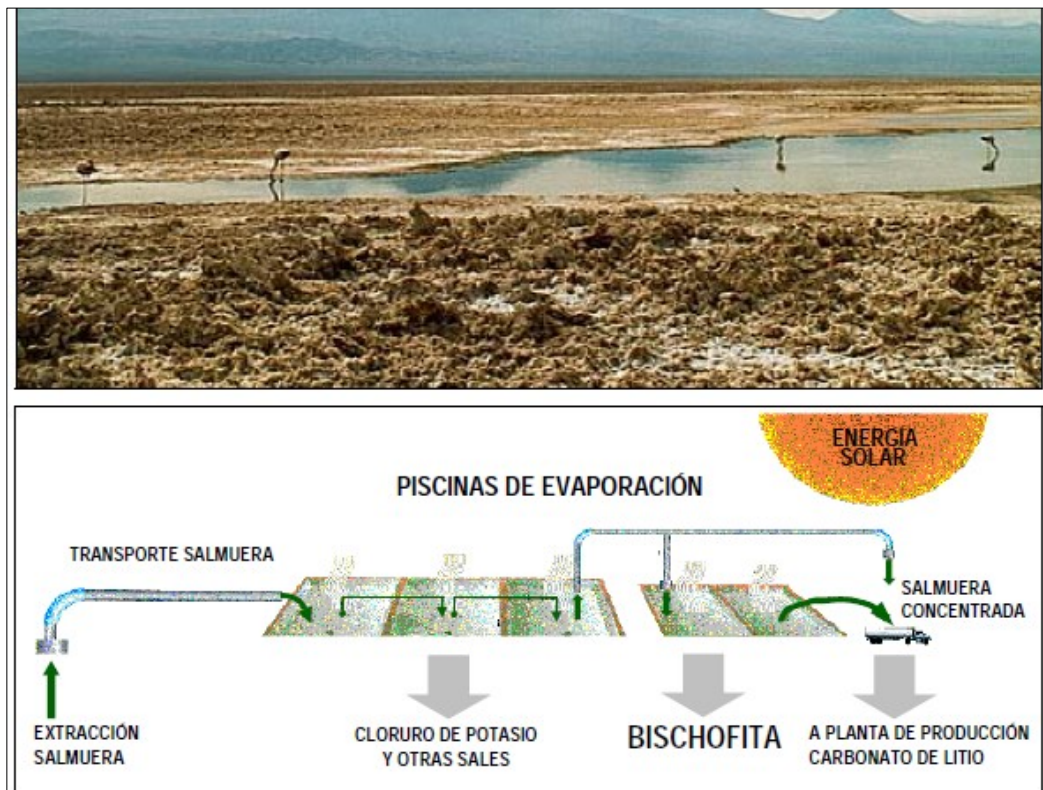 ENERGIA
SOLAR
PISCINAS DE EVAPORACIÓN
TRANSPORTE SALMUERA
SALMUERA
CONCENTRADA
EXTRACCIÓN
SALMUERA
CLORURO DE POTASIO
Y OTRAS SALES
BISCHOFITA
A PLANTA DE PRODUCCIÓN
CARBONATO DE LITIO